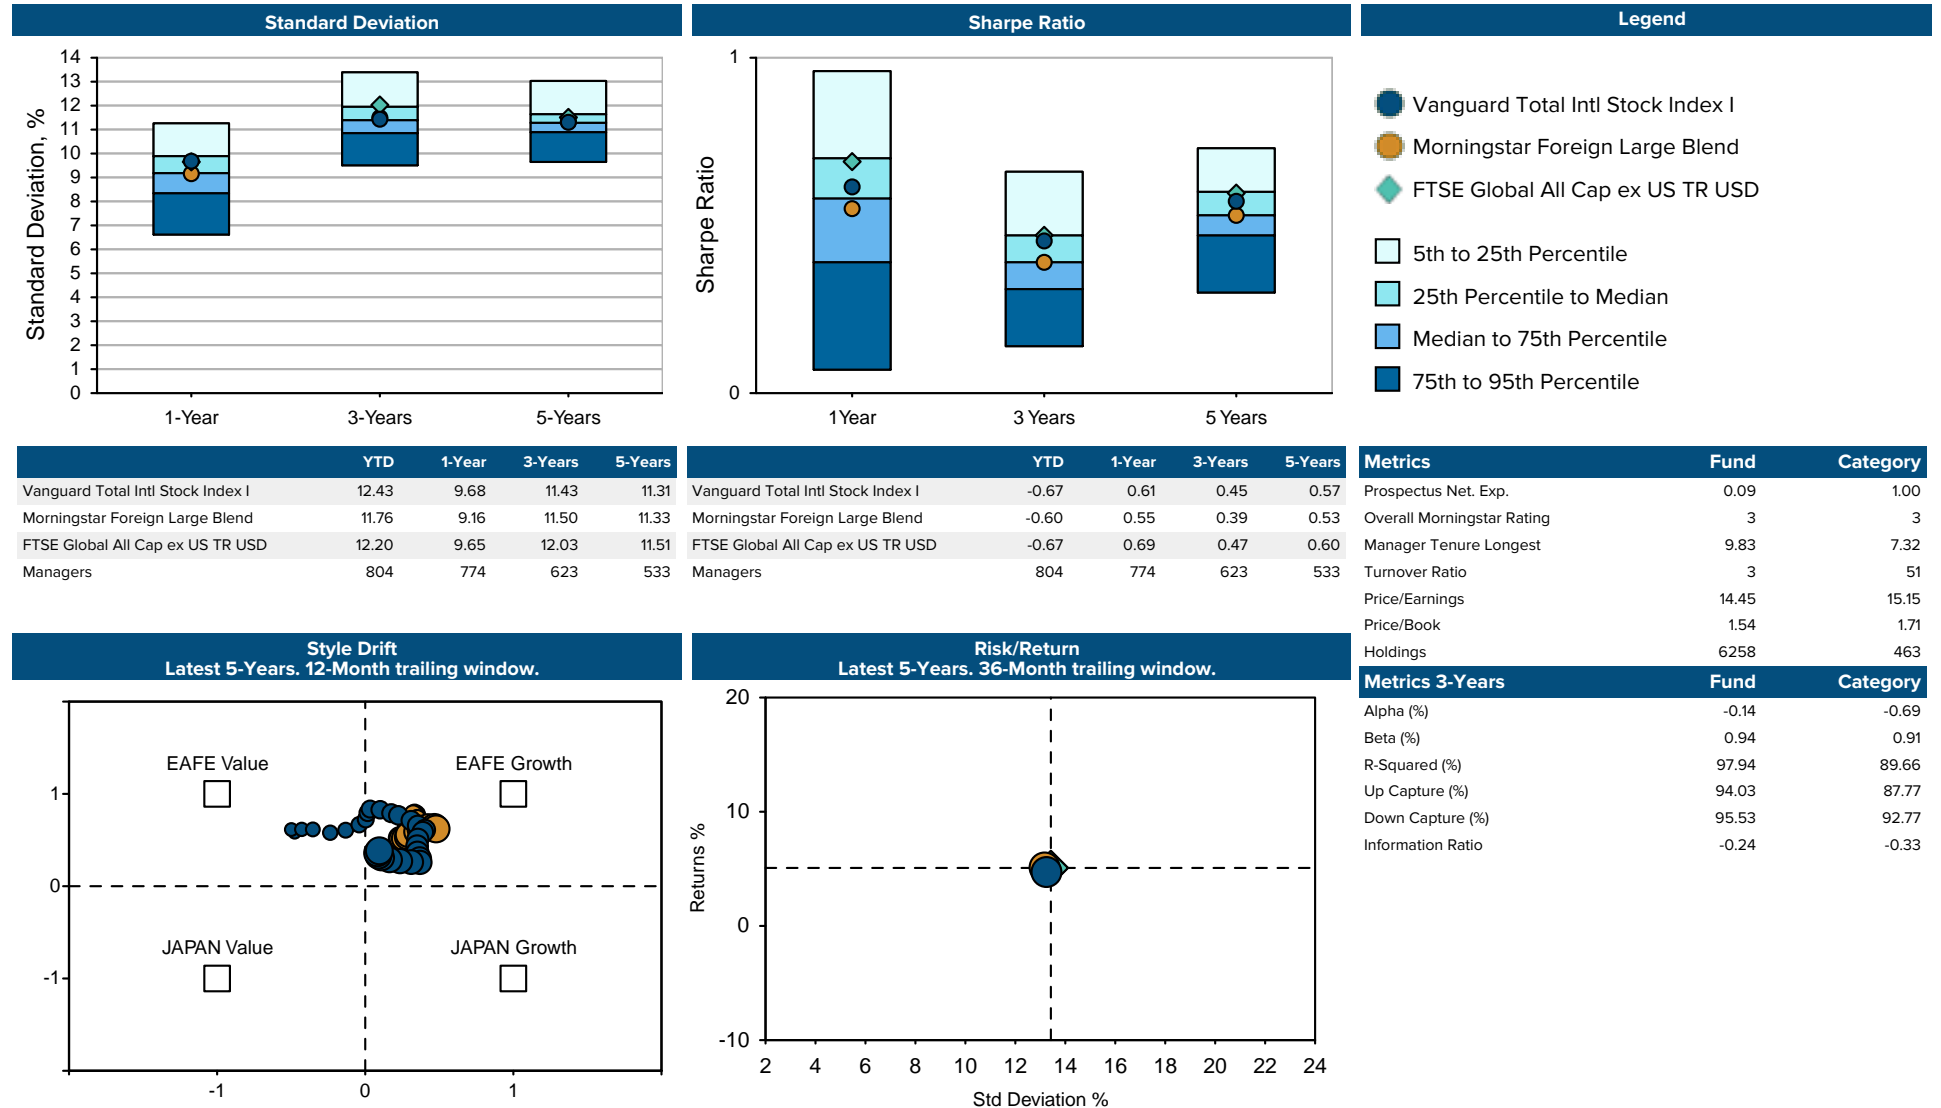 Standard Deviation
Sharpe Ratio
Legend
14
13
12
11
10
9
8
7
6
5
4
3
2
1
0
Standard Deviation, %
1-Year
3-Years
5-Years
1
0
Sharpe Ratio
1 Year
3 Years
5 Years
Vanguard Total Intl Stock Index I
Morningstar Foreign Large Blend
FTSE Global All Cap ex US TR USD
5th to 25th Percentile
25th Percentile to Median
Median to 75th Percentile
75th to 95th Percentile
YTD 1-Year 3-Years 5-Years
Vanguard Total Intl Stock Index I 12.43 9.68 11.43 11.31
Morningstar Foreign Large Blend 11.76 9.16 11.50 11.33
FTSE Global All Cap ex US TR USD 12.20 9.65 12.03 11.51
Managers 804 774 623 533
YTD 1-Year 3-Years 5-Years
Vanguard Total Intl Stock Index I -0.67 0.61 0.45 0.57
Morningstar Foreign Large Blend -0.60 0.55 0.39 0.53
FTSE Global All Cap ex US TR USD -0.67 0.69 0.47 0.60
Managers 804 774 623 533
Metrics Fund Category
Prospectus Net. Exp. 0.09 1.00
Overall Morningstar Rating 3 3
Manager Tenure Longest 9.83 7.32
Turnover Ratio 3 51
Price/Earnings 14.45 15.15
Price/Book 1.54 1.71
Holdings 6258 463
Metrics 3-Years Fund Category
Alpha (%) -0.14 -0.69
Beta (%) 0.94 0.91
R-Squared (%) 97.94 89.66
Up Capture (%) 94.03 87.77
Down Capture (%) 95.53 92.77
Information Ratio -0.24 -0.33
Style Drift
Latest 5-Years. 12-Month trailing window.
EAFE Value
EAFE Growth
JAPAN Value
JAPAN Growth
1
0
-1
-1
0
1
Risk/Return
Latest 5-Years. 36-Month trailing window.
20
10
0
-10
Returns %
2 4 6 8 10 12 14 16 18 20 22 24
Std Deviation %